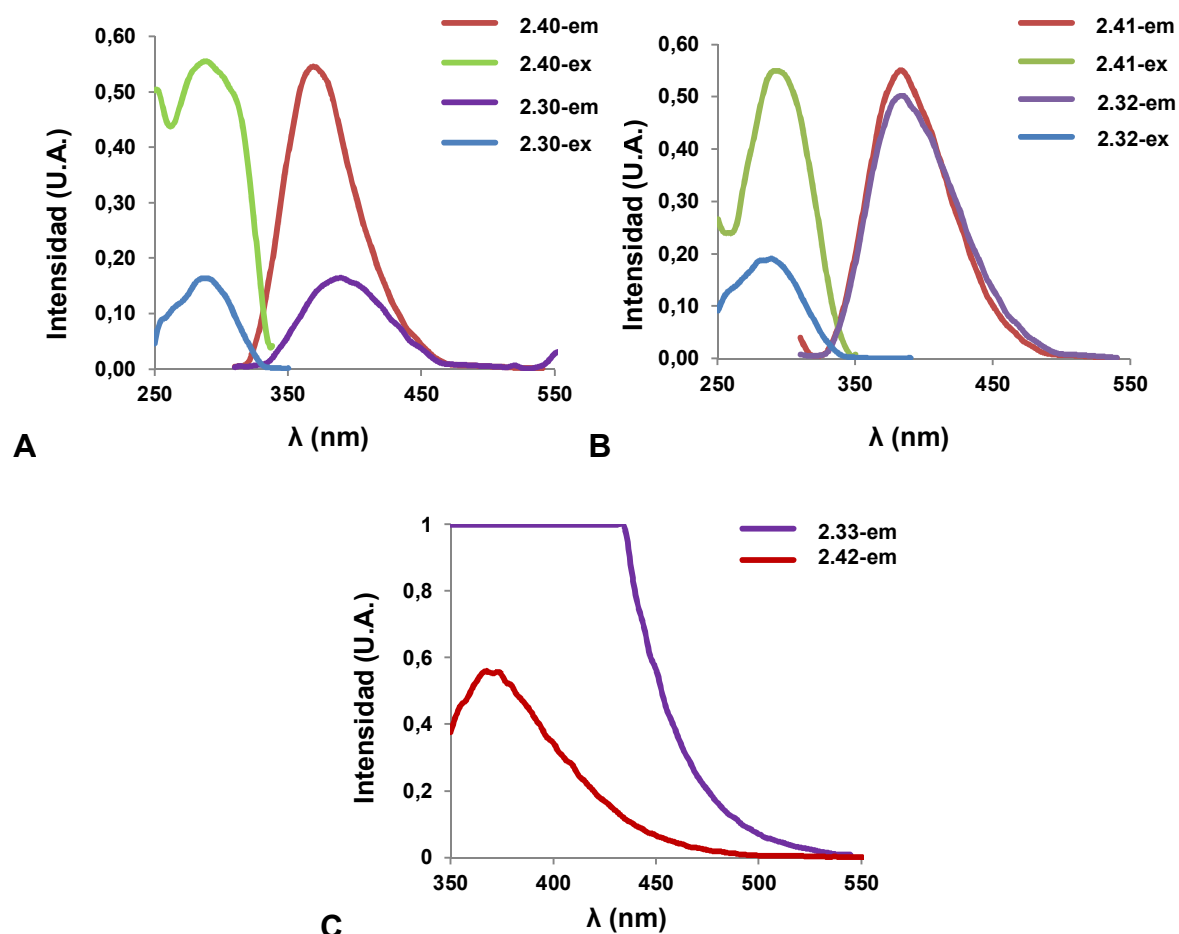 2.40-em
2.40-ex
2.30-em
2.30-ex
0,60
0,50
0,40
0,30
0,20
0,10
0,00
250
350
450
550
Intensidad (U.A.)
λ (nm)
A
2.41-em
2.41-ex
2.32-em
2.32-ex
0,60
0,50
0,40
0,30
0,20
0,10
0,00
250
350
450
550
Intensidad (U.A.)
λ (nm)
B
2.33-em
2.42-em
1
0,8
0,6
0,4
0,2
0
350
400
450
500
550
Intensidad (U.A.)
λ (nm)
C